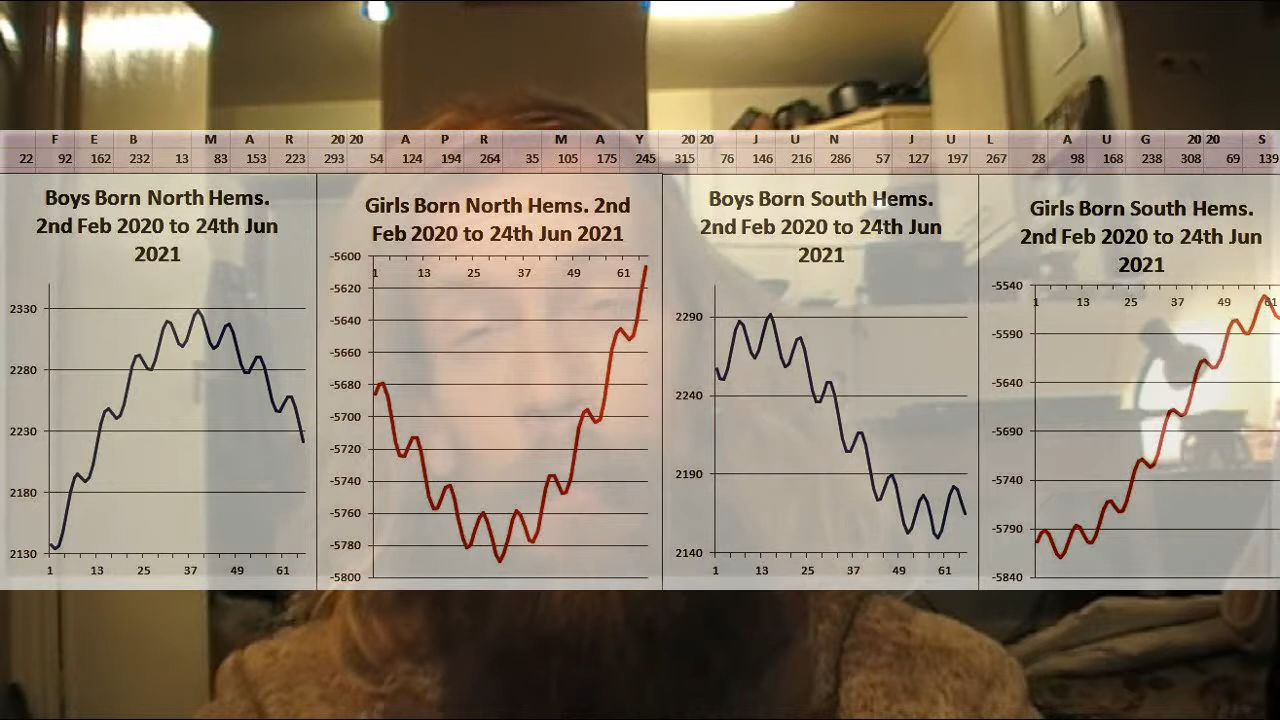 F E B M A R 20 20 A P R M A Y 20 20 J U N J U L A U G 20 20 S
22 92 162 232 13 83 153 223 293 54 124 194 264 35 105 175 245 315 76 146 216 286 57 127 197 267 28 98 168 238 308 69 139
Boys Born North Hems.
2nd Feb 2020 to 24th Jun
2021
2330
2280
2230
2180
2130
1 13 25 37 49 61
Girls Born North Hems. 2nd
Feb 2020 to 24th Jun 2021
-5600
1 13 25 37 49 61
-5620
-5640
-5660
-5680
-5700
-5720
-5740
-5760
-5780
-5800
Boys Born South Hems.
2nd Feb 2020 to 24th Jun
2021
2290
2240
2190
2140
1 13 25 37 49 61
Girls Born South Hems.
2nd Feb 2020 to 24th Jun
2021
-5540
1 13 25 37 49 61
-5590
-5640
-5690
-5740
-5790
-5840